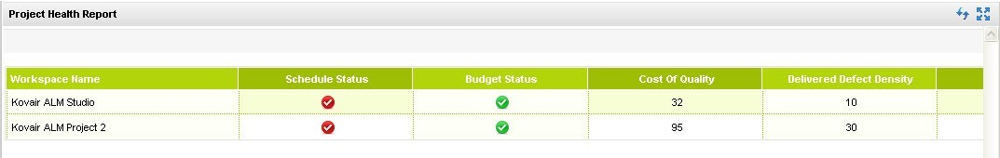 Project Health Report
Workspace Name Schedule Status Budget Status Cost Of Quality Delivered Defect Density
Kovair ALM Studio 32 10
Kovair ALM Project 2 95 30